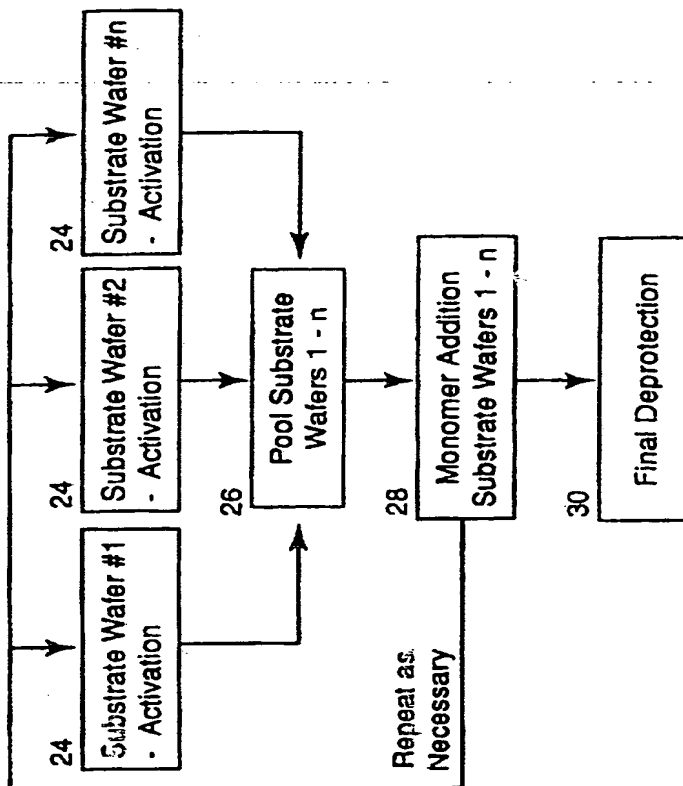 24
Substrate Wafer #1
- Activation
24
Substrate Wafer #2
- Activation
24
Substrate Wafer #n
- Activation
26
Pool Substrate
Wafers 1 - n
28
Monomer Addition
Substrate Wafers 1 - n
Repeat as
Necessary
30
Final Deprotection